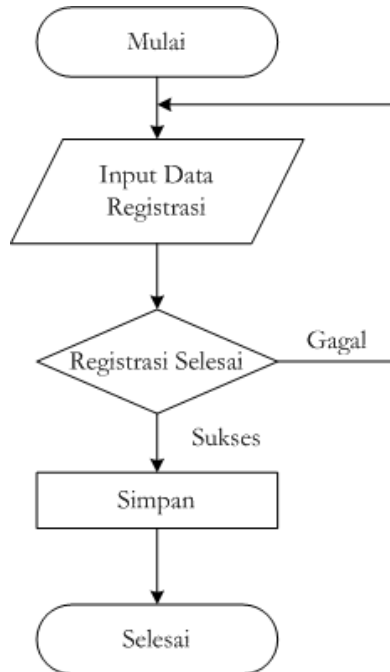 Mulai
Input Data
Registrasi
Registrasi Selesai
Gagal
Sukses
Simpan
Selesai